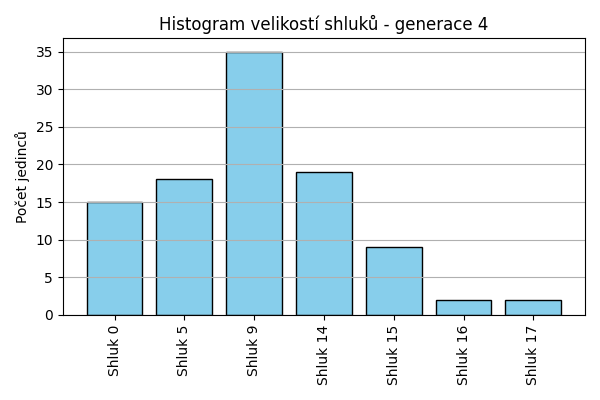 Histogram velikostí shluků - generace 4
Počet jedinců
35
30
25
20
15
10
5
0
Shluk 0
Shluk 5
Shluk 9
Shluk 14
Shluk 15
Shluk 16
Shluk 17